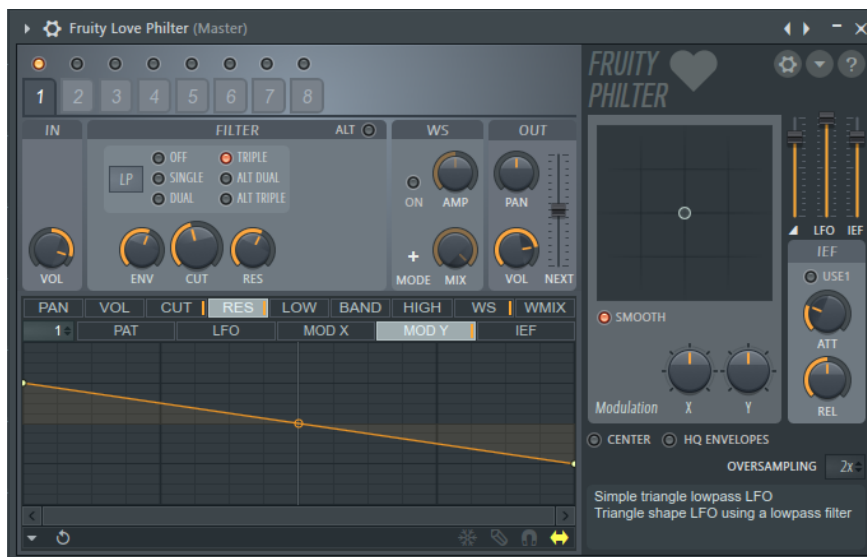 Fruity Love Philter (Master)
1 2 3 4 5 6 7 8
FRUITY
PHILTER
?
IN FILTER ALT WS OUT
LP
OFF TRIPLE
SINGLE ALT DUAL
DUAL ALT TRIPLE
ON AMP PAN
VOL ENV CUT RES MODE MIX VOL NEXT
LFO IEF
IEF
USE1
ATT
REL
SMOOTH
Modulation X Y
PAN VOL CUT RES LOW BAND HIGH WS WMIX
1 PAT LFO MOD X MOD Y IEF
CENTER HQ ENVELOPES
OVERSAMPLING 2x
Simple triangle lowpass LFO
Triangle shape LFO using a lowpass filter